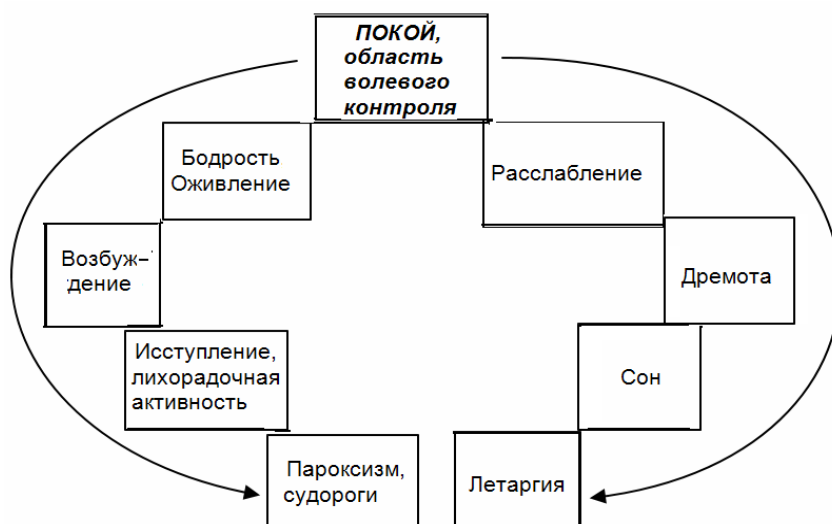 ПОКОЙ,
область
волевого
контроля
Бодрость
Оживление
Расслабление
Возбуж–
дение
Дремота
Исступление,
лихорадочная
активность
Сон
Пароксизм,
судороги
Летаргия